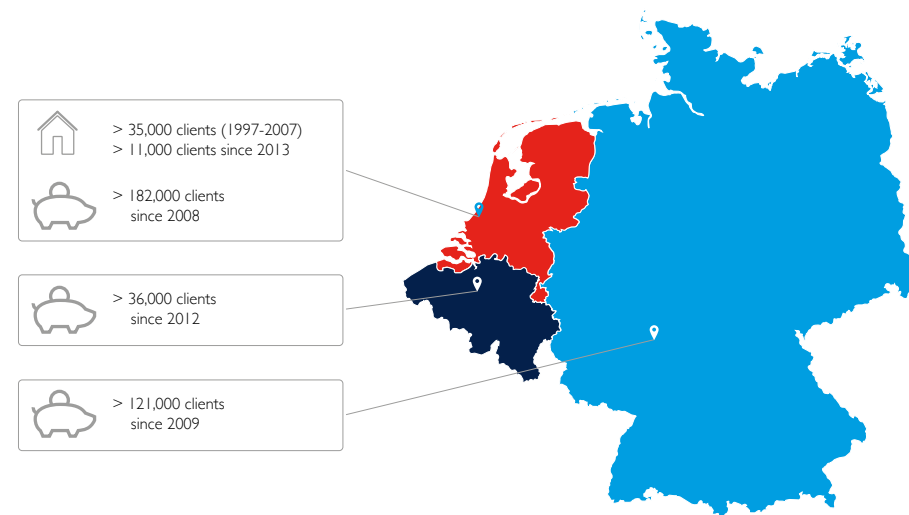 > 35,000 clients (1997-2007)
> 11,000 clients since 2013
> 182,000 clients
since 2008
> 36,000 clients
since 2012
> 121,000 clients
since 2009